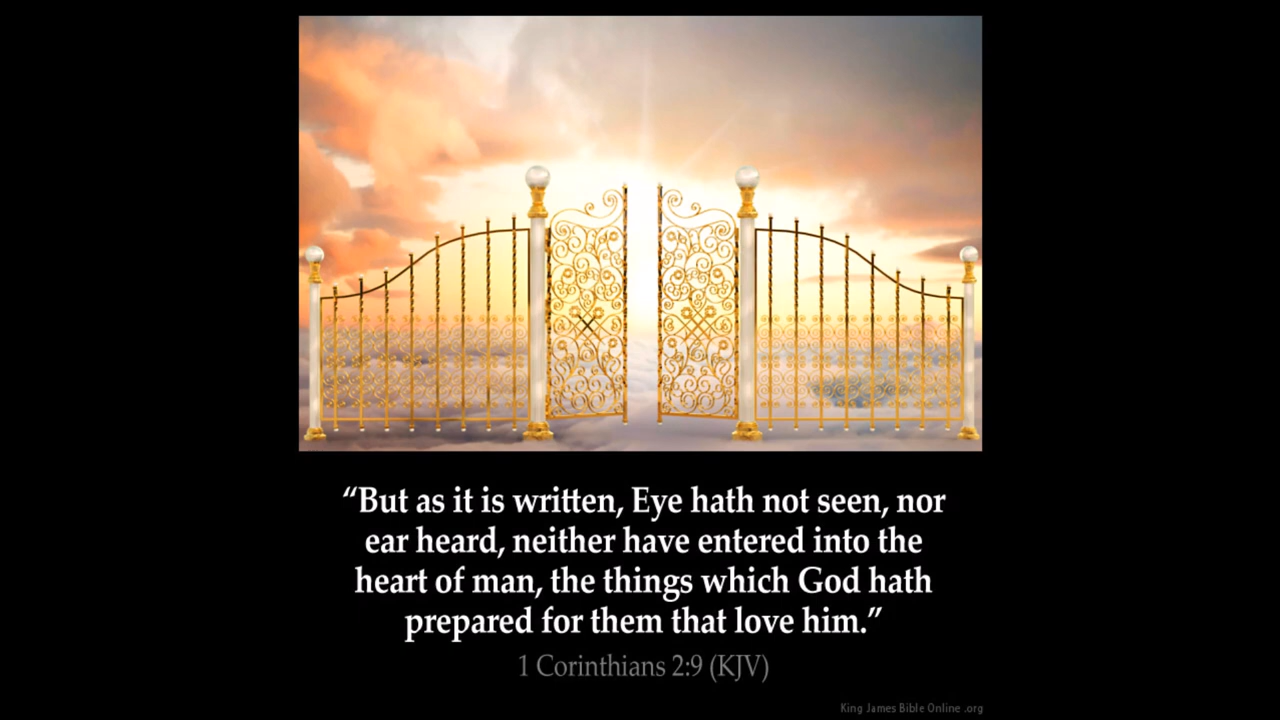 “But as it is written, Eye hath not seen, nor
ear heard, neither have entered into the
heart of man, the things which God hath
prepared for them that love him.”
1 Corinthians 2:9 (KJV)
King James Bible Online .org